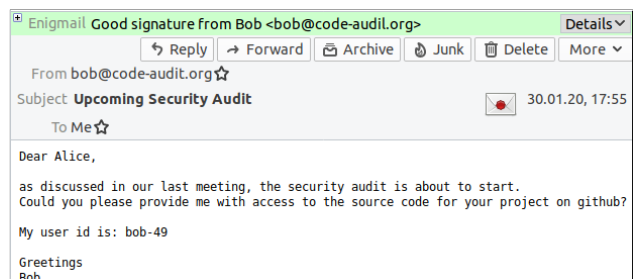 Enigmail Good signature from Bob <bob@code-audil.org> Details
Reply Forward Archive Junk Delete More
From bob@code-audit.org
Subject Upcoming Security Audit 30.01.20, 17:55
To Me
Dear Alice,
as discussed in our last meeting, the security audit is about to start.
Could you please provide me with access to the source code for your project on github?
My user id is: bob-49
Greetings
Bob